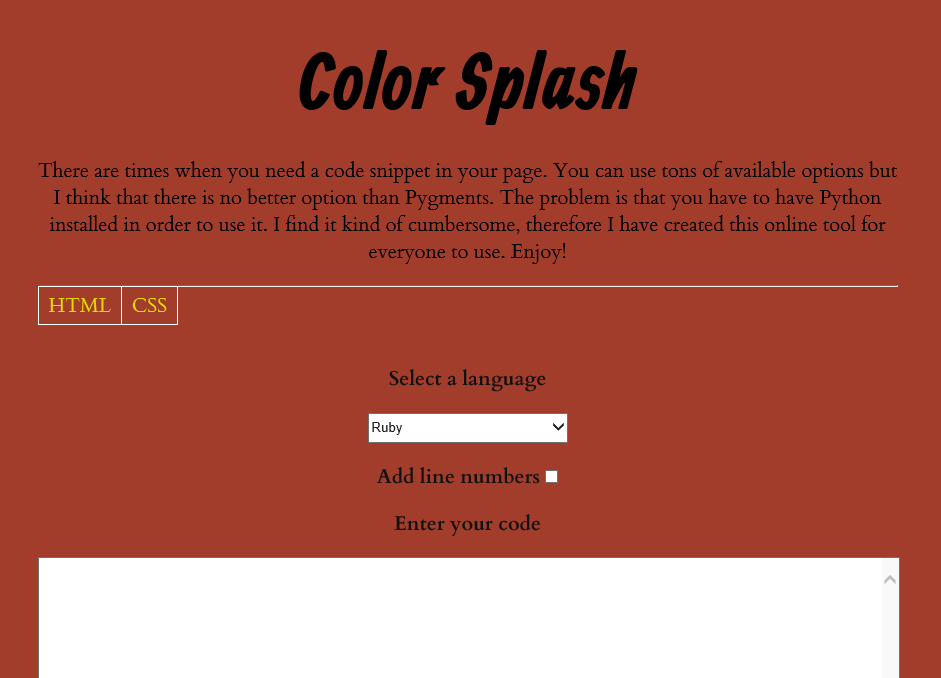 Color Splash
There are times when you need a code snippet in your page. You can use tons of available options but
I think that there is no better option than Pygments. The problem is that you have to have Python
installed in order to use it. I find it kind of cumbersome, therefore I have created this online tool for
everyone to use. Enjoy!
HTML CSS
Select a language
Ruby
Add line numbers
Enter your code